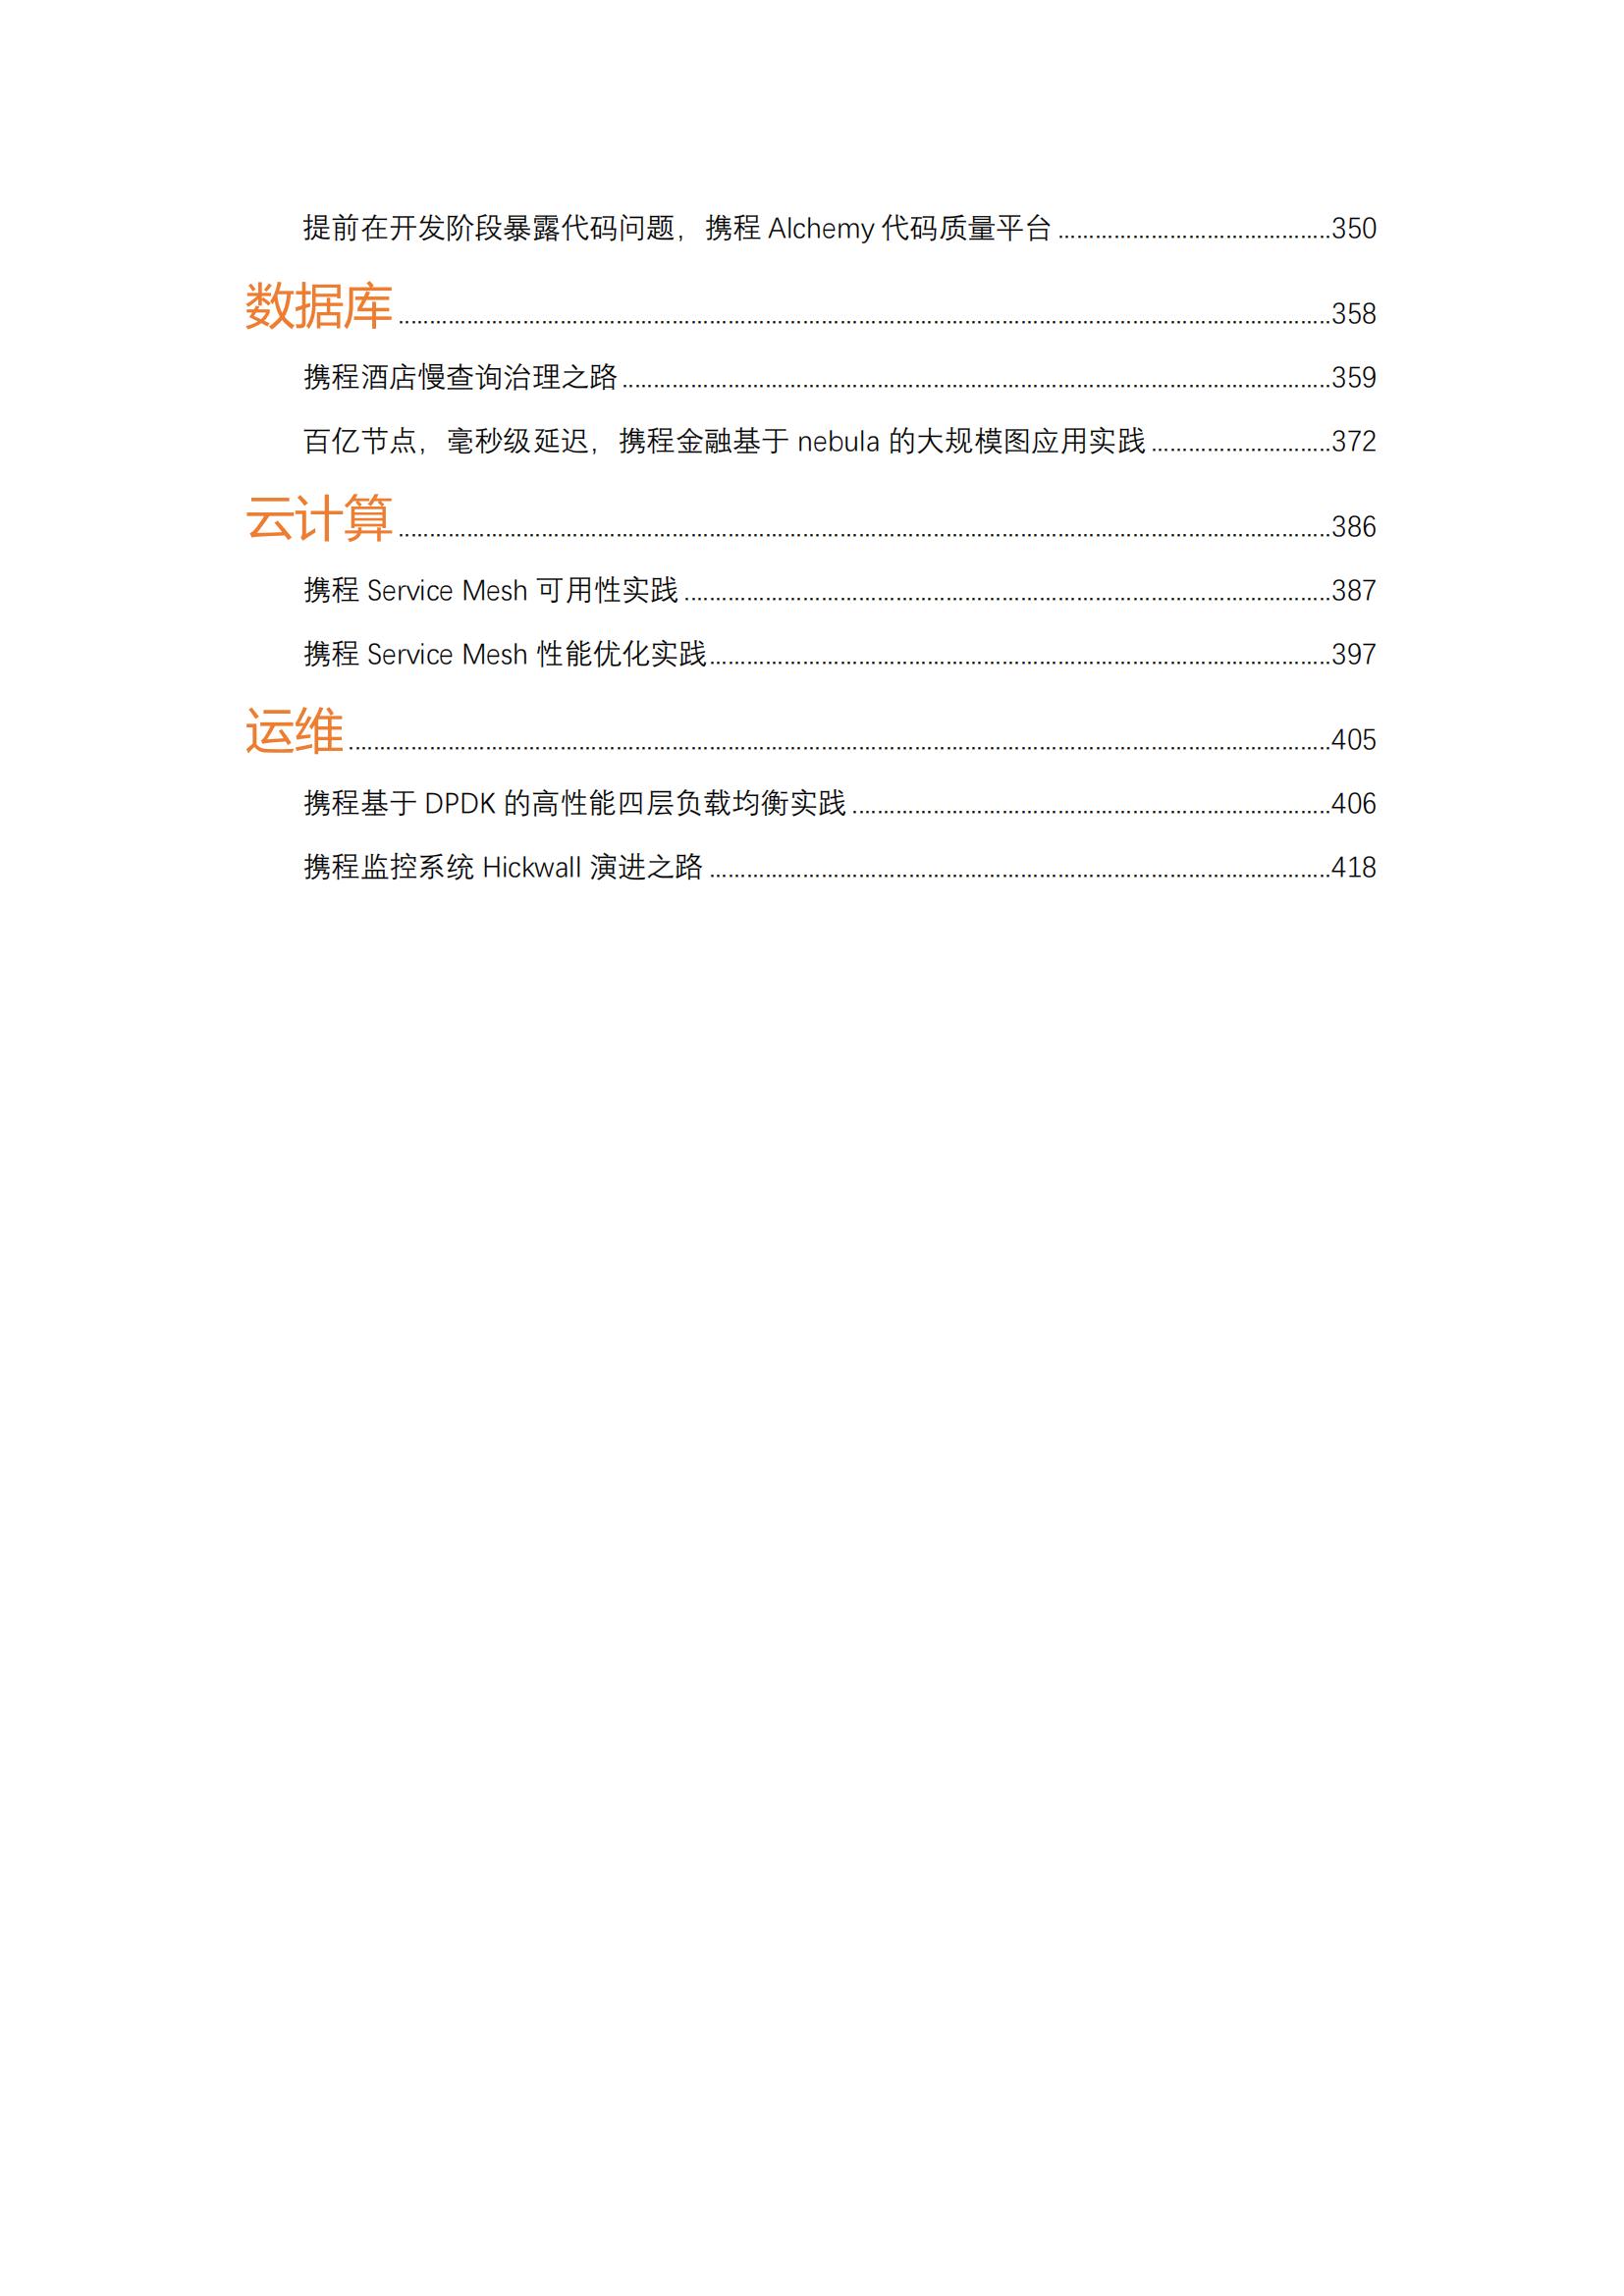 提前在开发阶段暴露代码问题，携程 Alchemy 代码质量平台......350
数据库......358
携程酒店慢查询治理之路......359
百亿节点，毫秒级延迟，携程金融基于 nebula 的大规模图应用实践......372
云计算......386
携程 Service Mesh 可用性实践......387
携程 Service Mesh 性能优化实践......397
运维......405
携程基于 DPDK 的高性能四层负载均衡实践......406
携程监控系统 Hickwall 演进之路......418